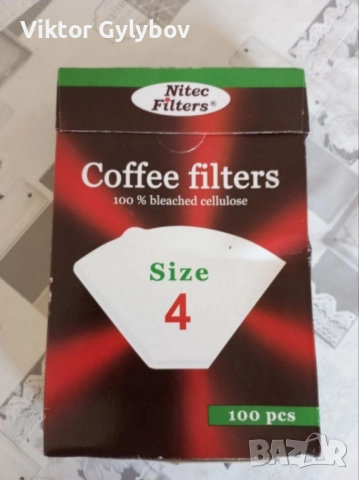 Viktor Gylybov
Nitec
Filters®
Coffee filters
100 % bleached cellulose
Size
4
100 pcs
BAZAR